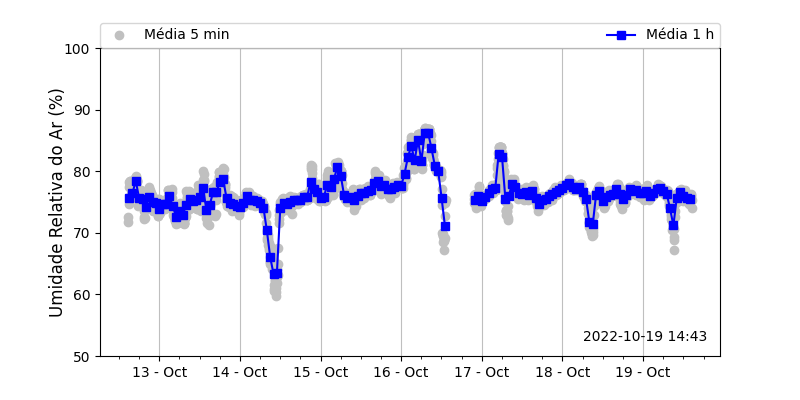 Média 5 min
Média 1 h
Umidade Relativa do Ar (%)
100
90
80
70
60
50
2022-10-19 14:43
13 - Oct
14 - Oct
15 - Oct
16 - Oct
17 - Oct
18 - Oct
19 - Oct